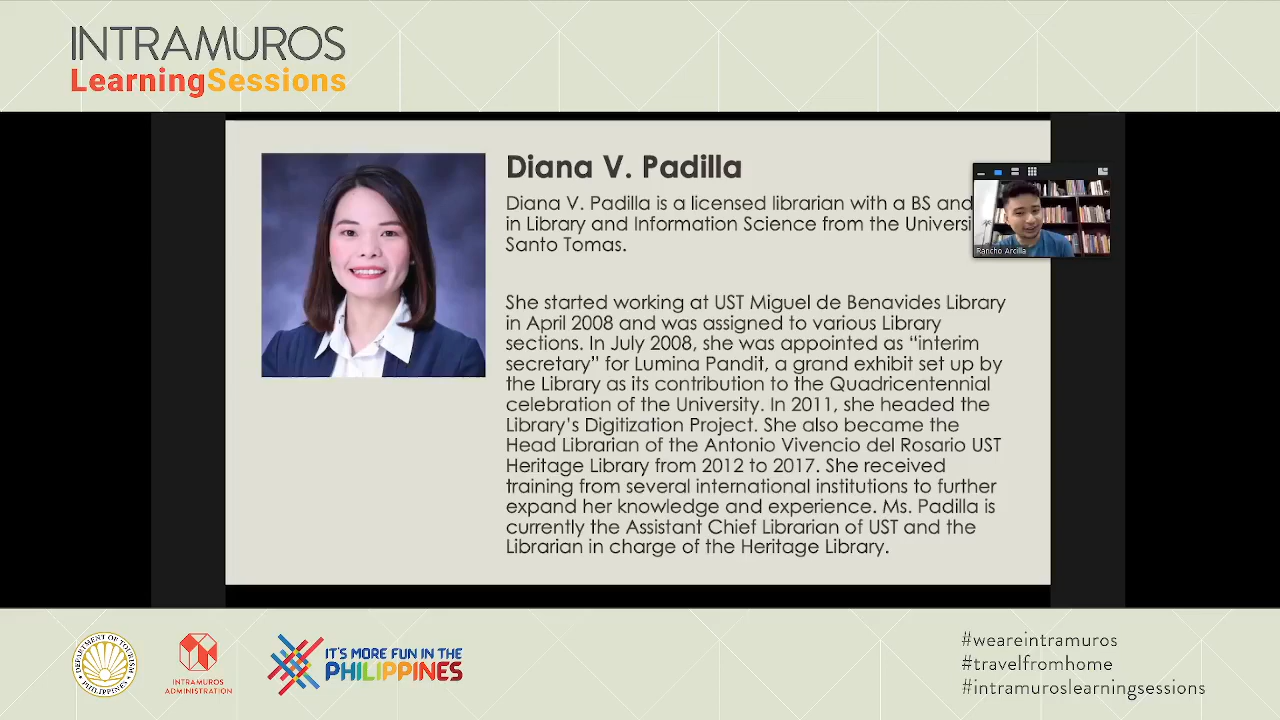 INTRAMUROS
LearningSessions
Diana V. Padilla
Diana V. Padilla is a licensed librarian with a BS and
in Library and Information Science from the Universi
Santo Tomas.
Rancho Arcilla
She started working at UST Miguel de Benavides Library
in April 2008 and was assigned to various Library
sections. In July 2008, she was appointed as “interim
secretary” for Lumina Pandit, a grand exhibit set up by
the Library as its contribution to the Quadricentennial
celebration of the University. In 2011, she headed the
Library’s Digitization Project. She also became the
Head Librarian of the Antonio Vivencio del Rosario UST
Heritage Library from 2012 to 2017. She received
training from several international institutions to further
expand her knowledge and experience. Ms. Padilla is
currently the Assistant Chief Librarian of UST and the
Librarian in charge of the Heritage Library.
DEPARTMENT OF TOURISM
PHILIPPINES
INTRAMUROS
ADMINISTRATION
IT'S MORE FUN IN THE
PHILIPPINES
#weareintramuros
#travelfromhome
#intramuroslearningsessions